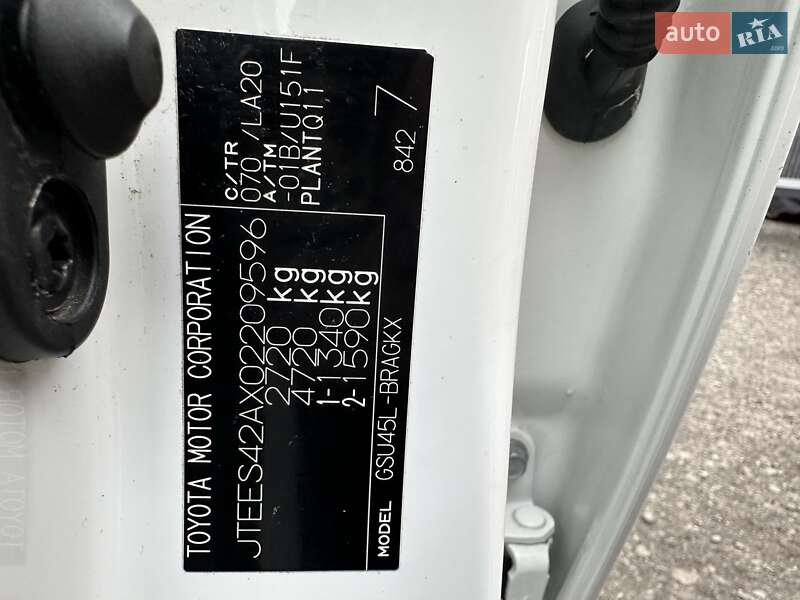 TOYOTA MOTOR CORPORATION
JTEES42AX02209596
2720 kg
4720 kg
1-1340kg
2-1590kg
C/TR
070 /LA20
A/TM
-01B/U151F
PLANTQ11
MODEL GSU45L -BRAGKX
842 7
auto RIA
.com